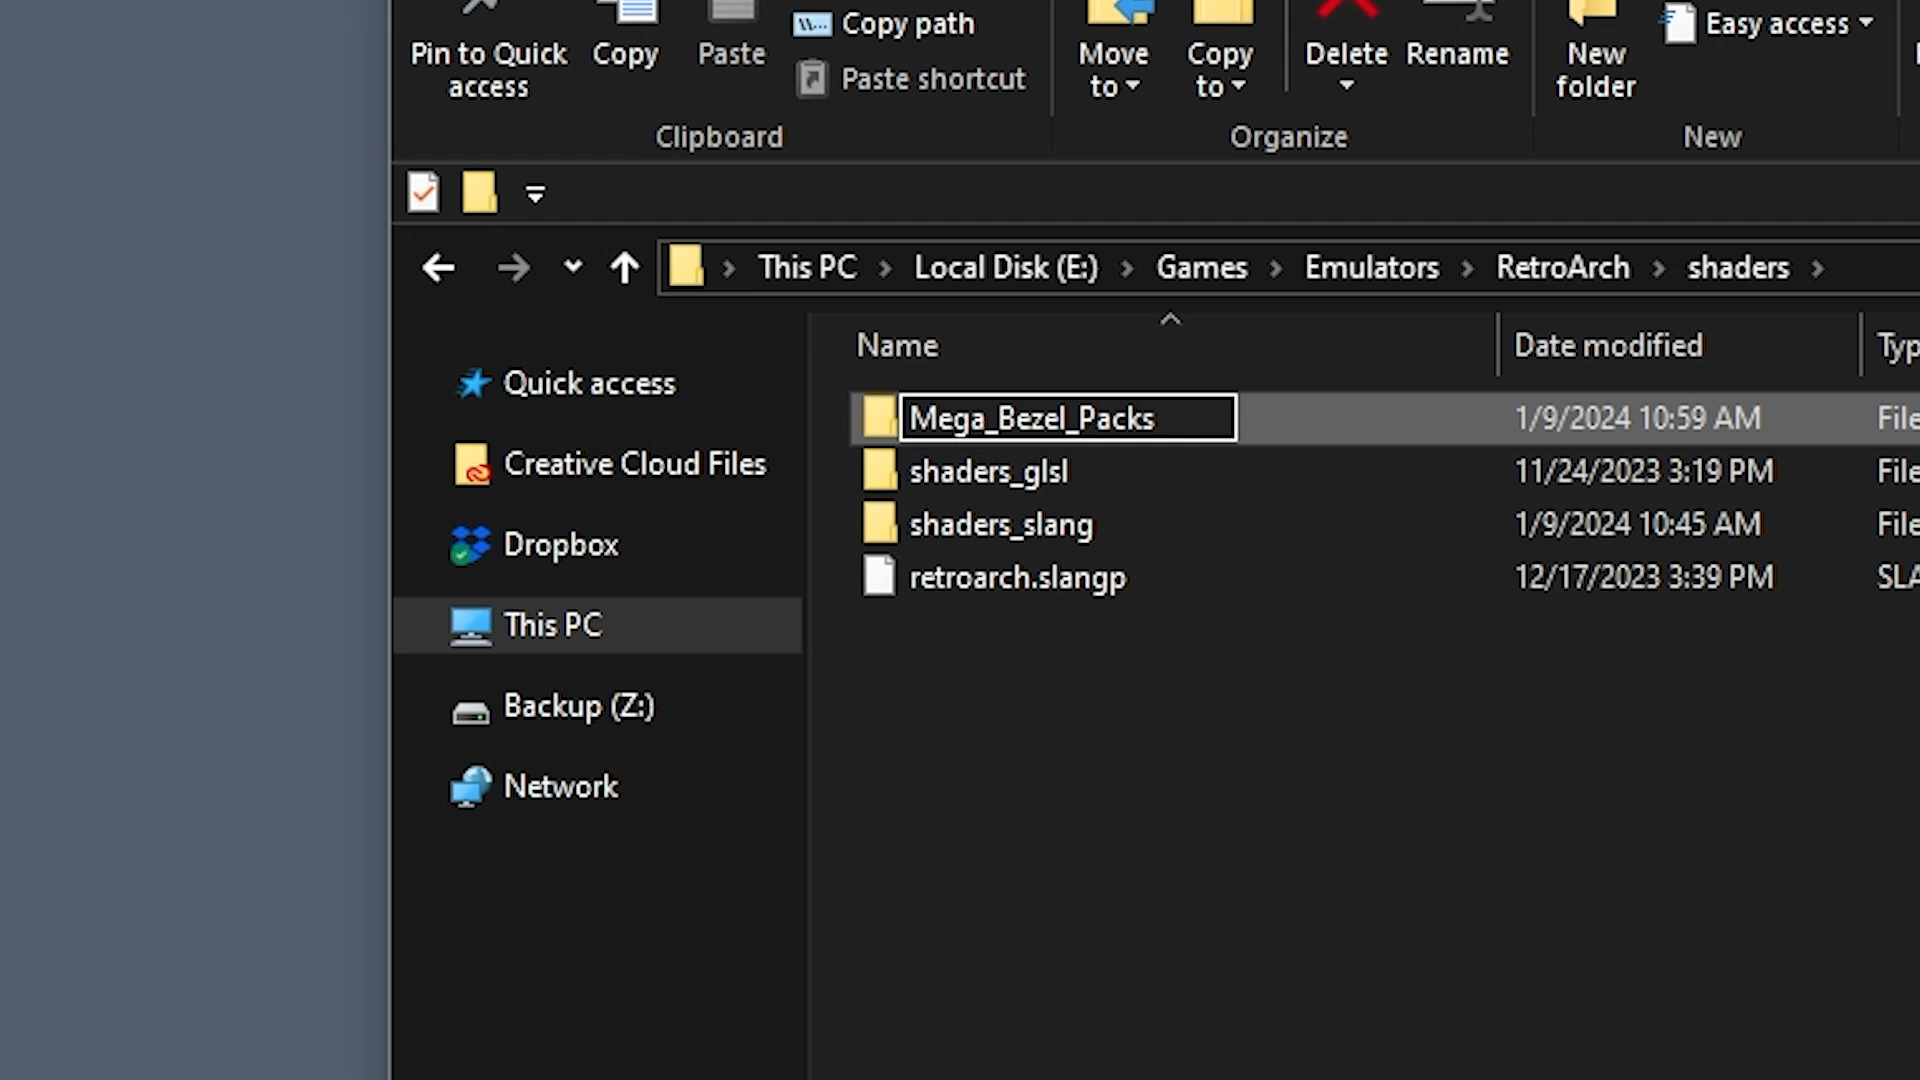 Pin to Quick access
Copy
Paste
Copy path
Paste shortcut
Clipboard
Move to
Copy to
Delete
Rename
Organize
New folder
Easy access
New
This PC > Local Disk (E:) > Games > Emulators > RetroArch > shaders >
Name Date modified
Quick access
Creative Cloud Files
Dropbox
This PC
Backup (Z:)
Network
Mega_Bezel_Packs 1/9/2024 10:59 AM File
shaders_glsl 11/24/2023 3:19 PM File
shaders_slang 1/9/2024 10:45 AM File
retroarch.slangp 12/17/2023 3:39 PM